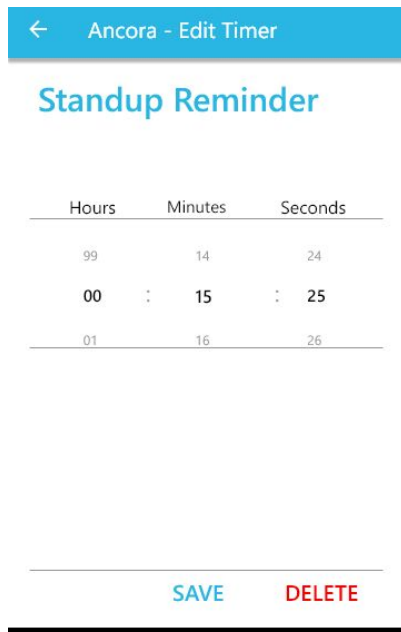 ← Ancora - Edit Timer
Standup Reminder
Hours Minutes Seconds
99 14 24
00 : 15 : 25
01 16 26
SAVE DELETE